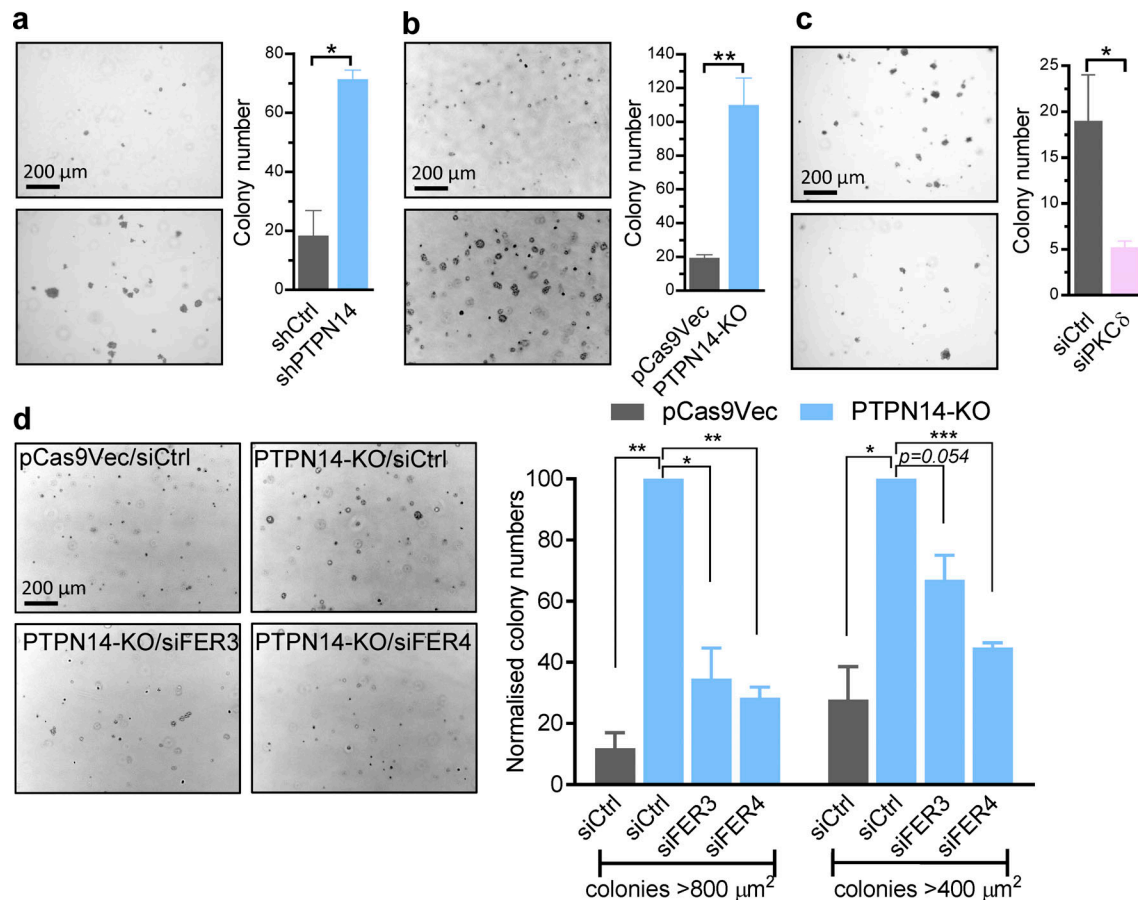 a
200 µm
Colony number
80
60
40
20
0
*
shCtrl
shPTPN14
b
200 µm
Colony number
140
120
100
80
60
40
20
0
**
pCas9Vec
PTPN14-KO
c
200 µm
Colony number
25
20
15
10
5
0
*
siCtrl
siPKCδ
d
pCas9Vec/siCtrl
200 µm
PTPN14-KO/siCtrl
PTPN14-KO/siFER3
PTPN14-KO/siFER4
pCas9Vec
PTPN14-KO
Normalised colony numbers
100
80
60
40
20
0
**
**
*
*
***
p=0.054
siCtrl
siCtrl
siFER3
siFER4
siCtrl
siCtrl
siFER3
siFER4
colonies >800 µm²
colonies >400 µm²